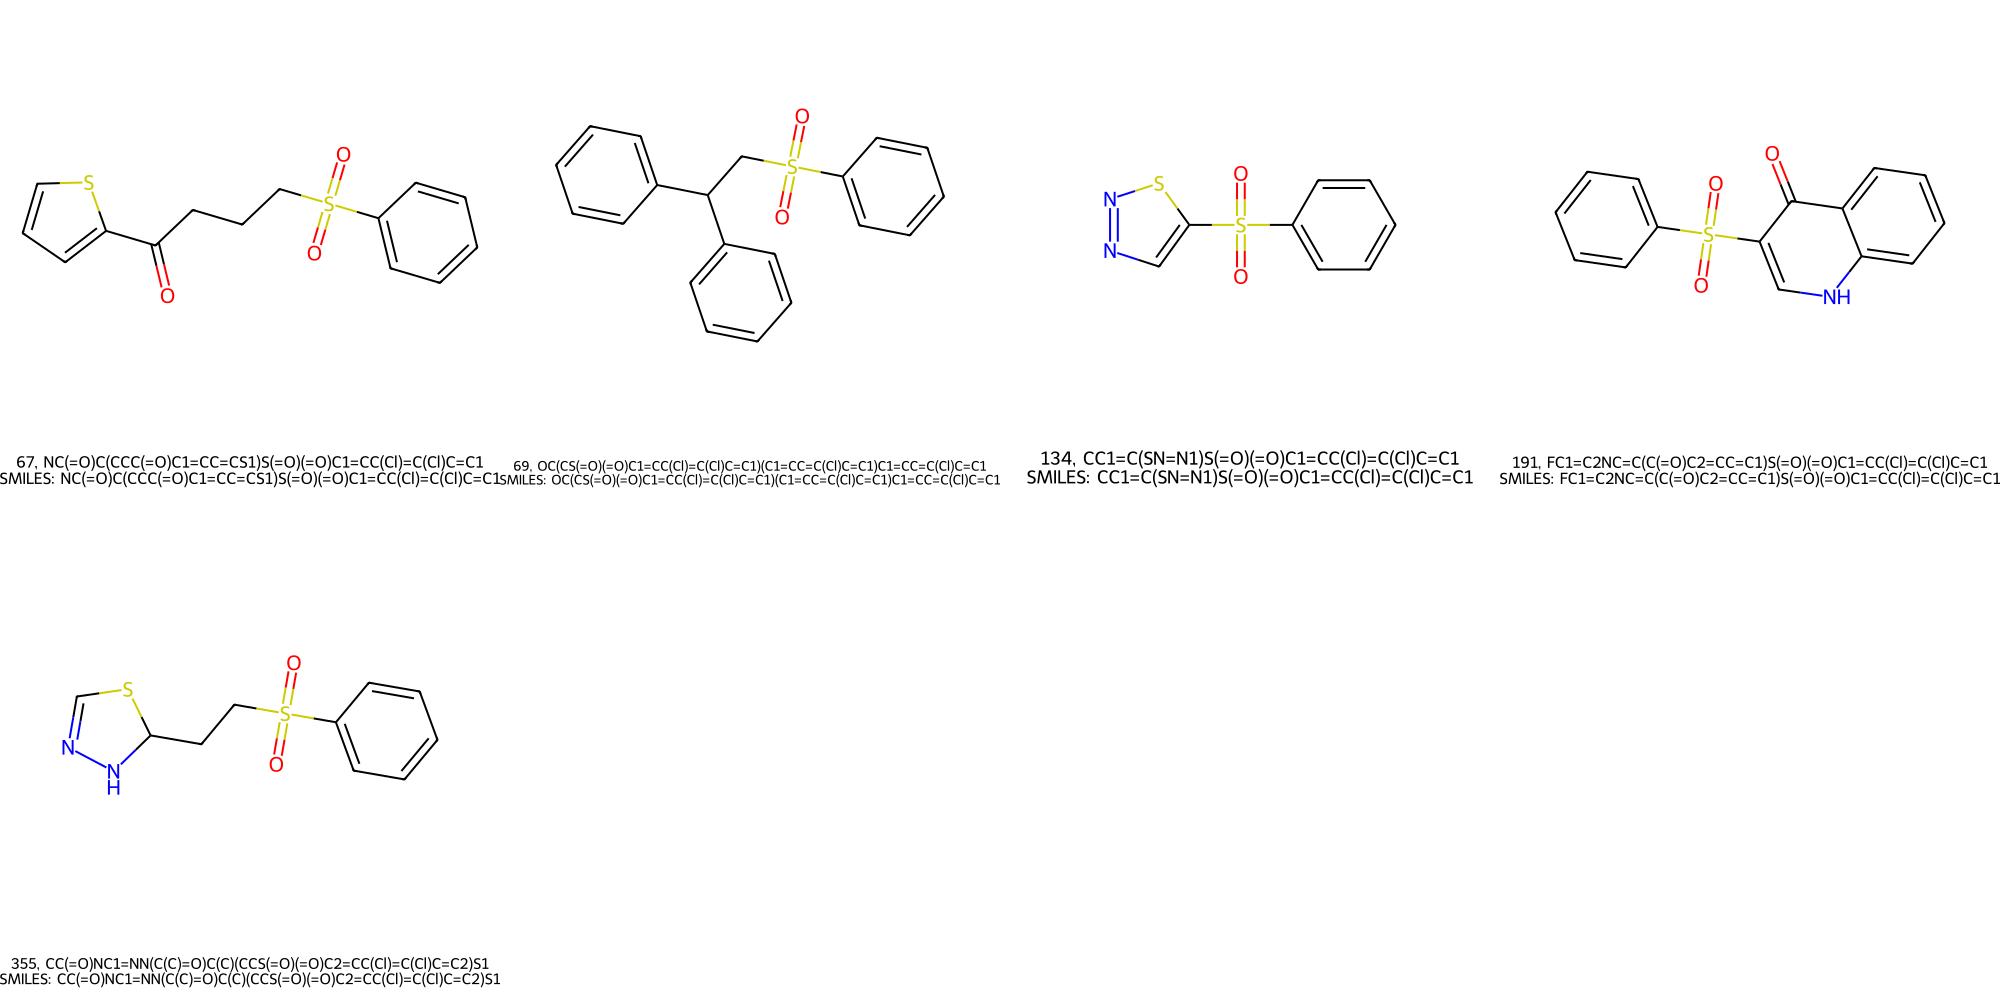 S
O
S
O
O
O
S
O
N
N
S
O
S
O
O
S
O
O
NH
67, NC(=O)C(CCC(=O)C1=CC=CS1)S(=O)(=O)C1=CC(Cl)=C(Cl)C=C1
SMILES: NC(=O)C(CCC(=O)C1=CC=CS1)S(=O)(=O)C1=CC(Cl)=C(Cl)C=C1
69, OC(CS(=O)(=O)C1=CC(Cl)=C(Cl)C=C1)(C1=CC=C(Cl)C=C1)C1=CC=C(Cl)C=C1
SMILES: OC(CS(=O)(=O)C1=CC(Cl)=C(Cl)C=C1)(C1=CC=C(Cl)C=C1)C1=CC=C(Cl)C=C1
134, CC1=C(SN=N1)S(=O)(=O)C1=CC(Cl)=C(Cl)C=C1
SMILES: CC1=C(SN=N1)S(=O)(=O)C1=CC(Cl)=C(Cl)C=C1
191, FC1=C2NC=C(C(=O)C2=CC=C1)S(=O)(=O)C1=CC(Cl)=C(Cl)C=C1
SMILES: FC1=C2NC=C(C(=O)C2=CC=C1)S(=O)(=O)C1=CC(Cl)=C(Cl)C=C1
S
N
N
H
O
S
O
355, CC(=O)NC1=NN(C(C)=O)C(C)(CCS(=O)(=O)C2=CC(Cl)=C(Cl)C=C2)S1
SMILES: CC(=O)NC1=NN(C(C)=O)C(C)(CCS(=O)(=O)C2=CC(Cl)=C(Cl)C=C2)S1